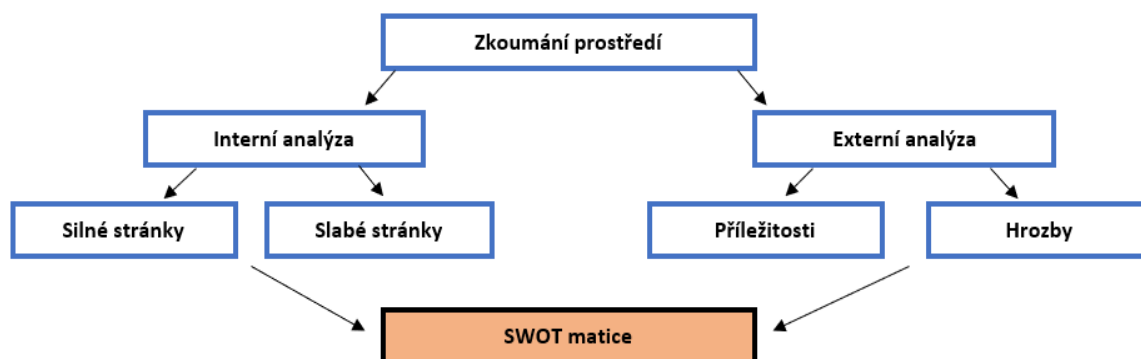 Zkoumání prostředí
Interní analýza
Externí analýza
Silné stránky
Slabé stránky
Příležitosti
Hrozby
SWOT matice